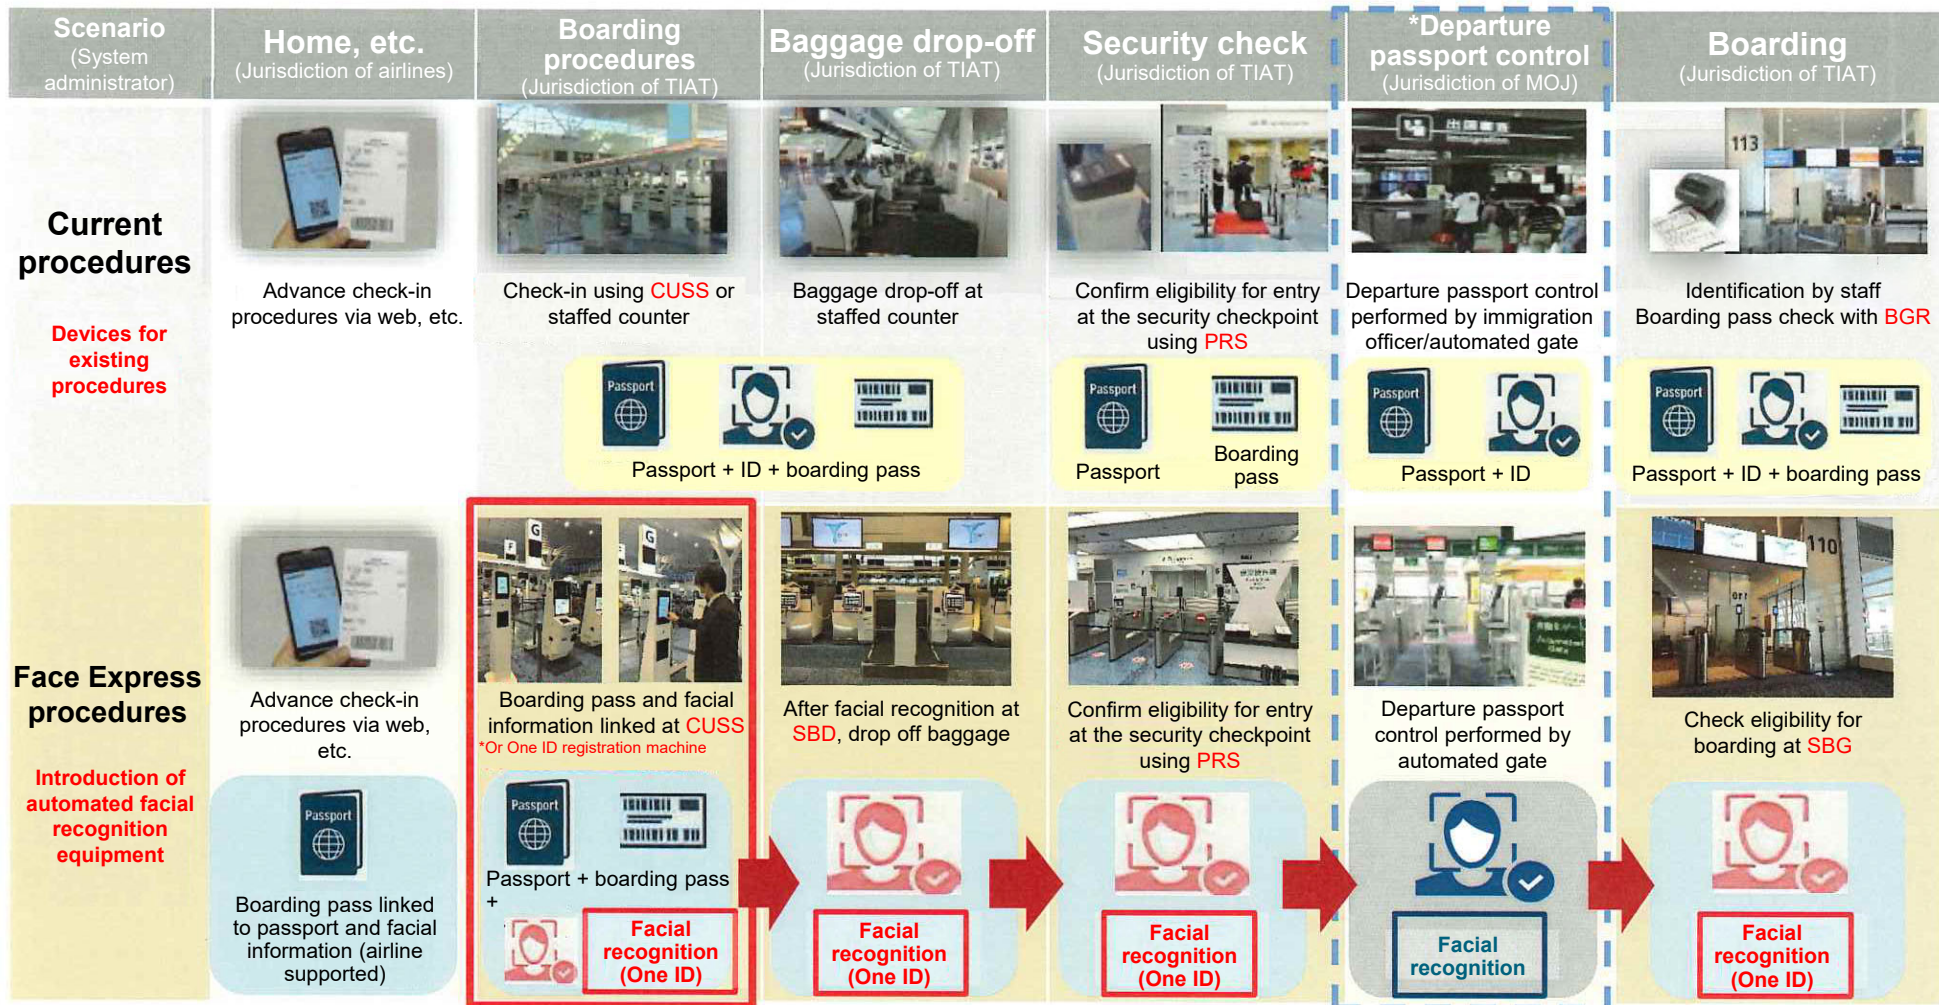 Scenario
(System
administrator)
Home, etc.
(Jurisdiction of airlines)
Boarding
procedures
(Jurisdiction of TIAT)
Baggage drop-off
(Jurisdiction of TIAT)
Security check
(Jurisdiction of TIAT)
*Departure
passport control
(Jurisdiction of MOJ)
Boarding
(Jurisdiction of TIAT)
Current
procedures
Devices for
existing
procedures
Advance check-in
procedures via web, etc.
Check-in using CUSS or
staffed counter
Baggage drop-off at
staffed counter
Passport
Passport + ID + boarding pass
Confirm eligibility for entry
at the security checkpoint
using PRS
Passport
Passport
Boarding
pass
出国審査
Departure passport control
performed by immigration
officer/automated gate
Passport
Passport + ID
113
Identification by staff
Boarding pass check with BGR
Passport
Passport + ID + boarding pass
Face Express
procedures
Introduction of
automated facial
recognition
equipment
Advance check-in
procedures via web,
etc.
Passport
Boarding pass linked
to passport and facial
information (airline
supported)
F
G
G
Boarding pass and facial
information linked at CUSS
*Or One ID registration machine
Passport
Passport + boarding pass
+
Facial
recognition
(One ID)
After facial recognition at
SBD, drop off baggage
Facial
recognition
(One ID)
Confirm eligibility for entry
at the security checkpoint
using PRS
Facial
recognition
(One ID)
Departure passport
control performed by
automated gate
Facial
recognition
110
Check eligibility for
boarding at SBG
Facial
recognition
(One ID)